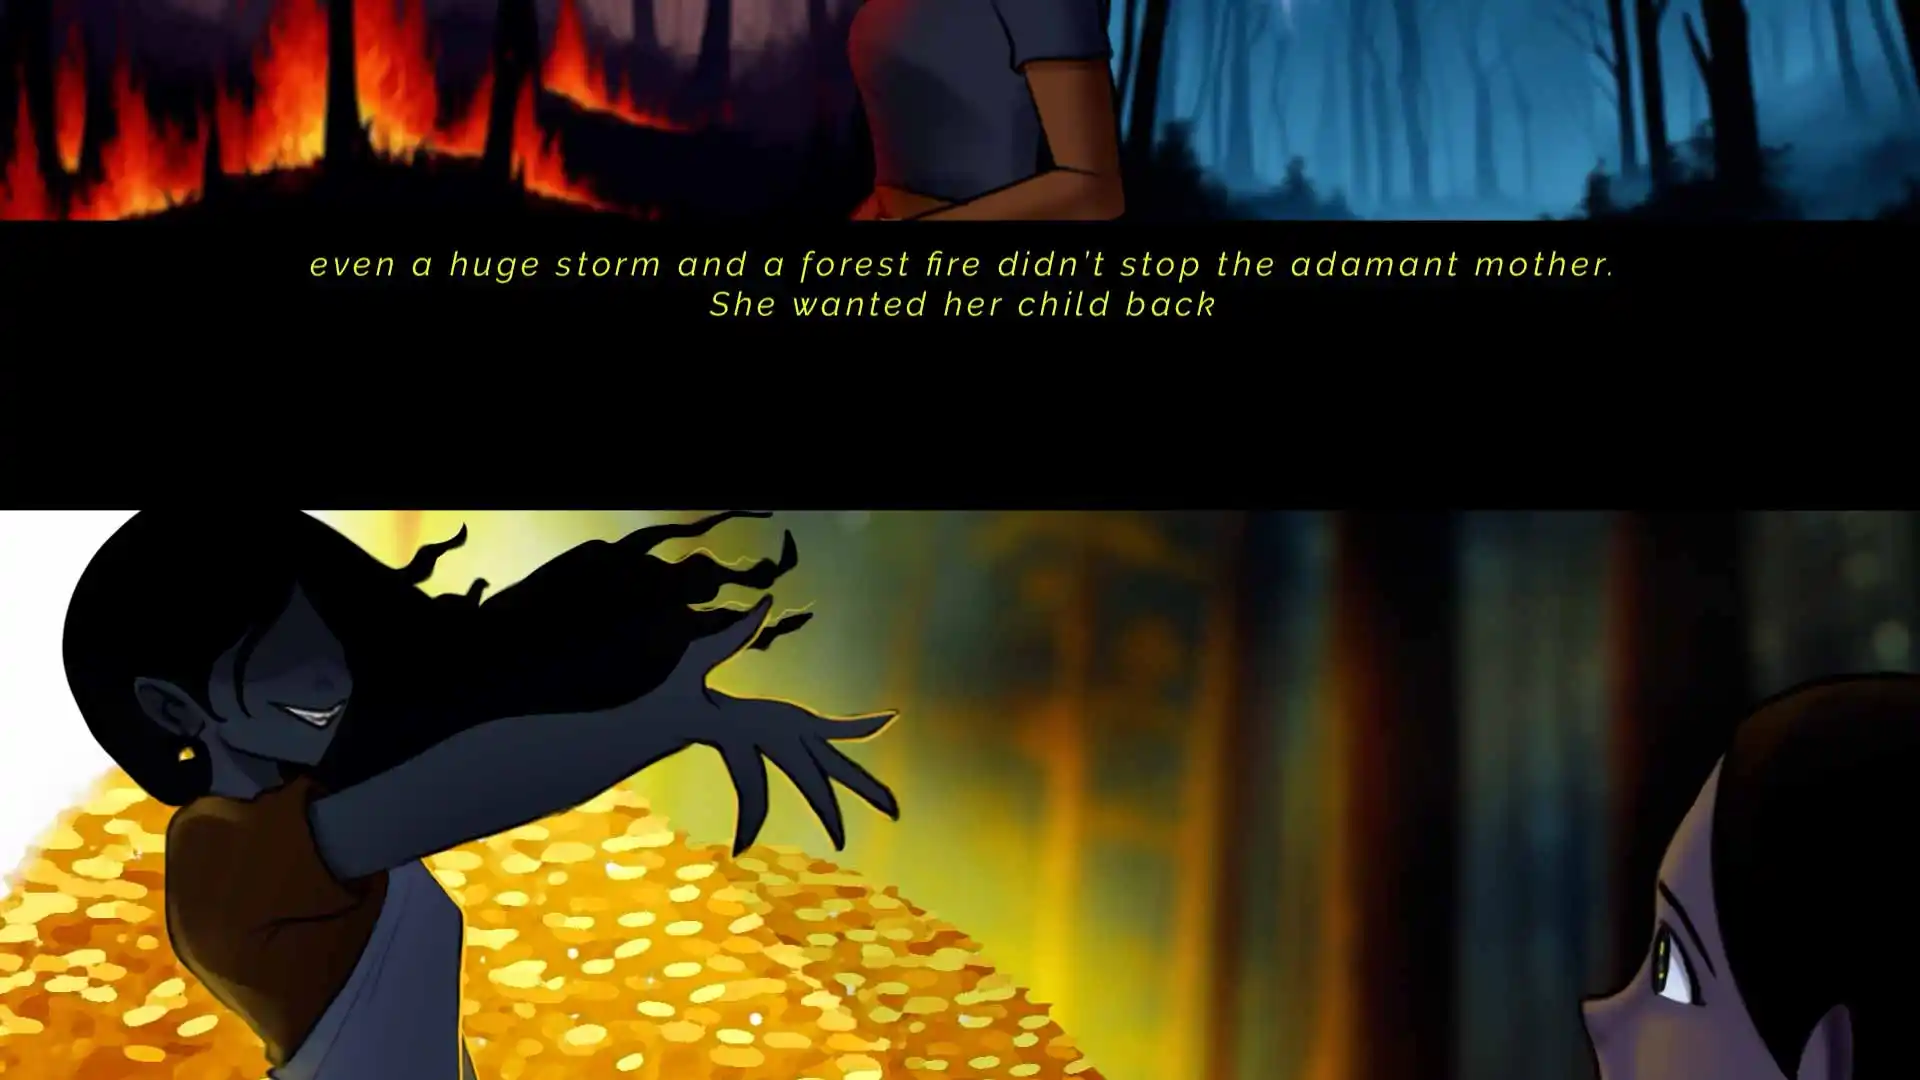 even a huge storm and a forest fire didn't stop the adamant mother.
She wanted her child back